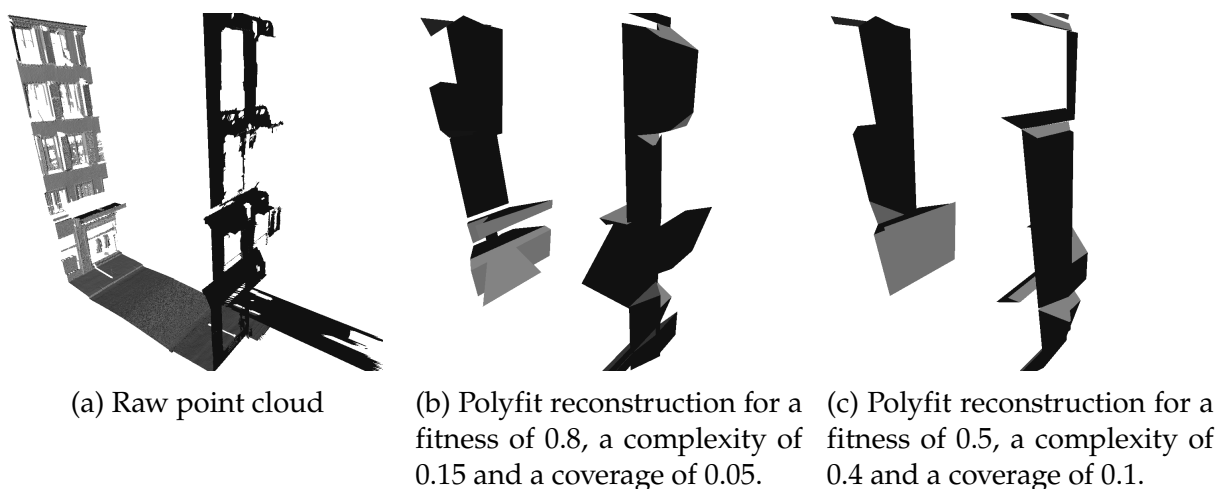 (a) Raw point cloud
(b) Polyfit reconstruction for a
fitness of 0.8, a complexity of
0.15 and a coverage of 0.05.
(c) Polyfit reconstruction for a
fitness of 0.5, a complexity of
0.4 and a coverage of 0.1.